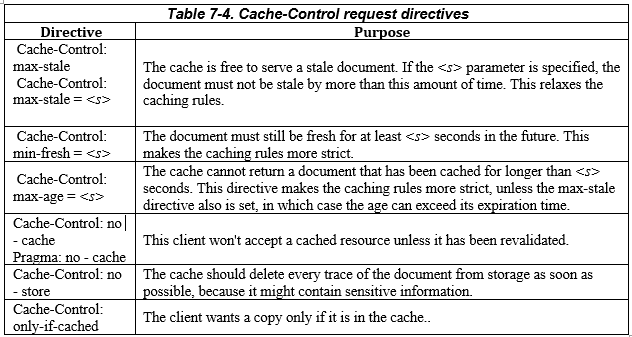 Table 7-4. Cache-Control request directives
Directive
Purpose
Cache-Control:
max-stale
Cache-Control:
max-stale = <s>
The cache is free to serve a stale document. If the <s> parameter is specified, the
document must not be stale by more than this amount of time. This relaxes the
caching rules.
Cache-Control:
min-fresh = <s>
The document must still be fresh for at least <s> seconds in the future. This
makes the caching rules more strict.
Cache-Control:
max-age = <s>
The cache cannot return a document that has been cached for longer than <s>
seconds. This directive makes the caching rules more strict, unless the max-stale
directive also is set, in which case the age can exceed its expiration time.
Cache-Control: no
- cache
Pragma: no - cache
This client won't accept a cached resource unless it has been revalidated.
Cache-Control: no
- store
The cache should delete every trace of the document from storage as soon as
possible, because it might contain sensitive information.
Cache-Control:
only-if-cached
The client wants a copy only if it is in the cache..